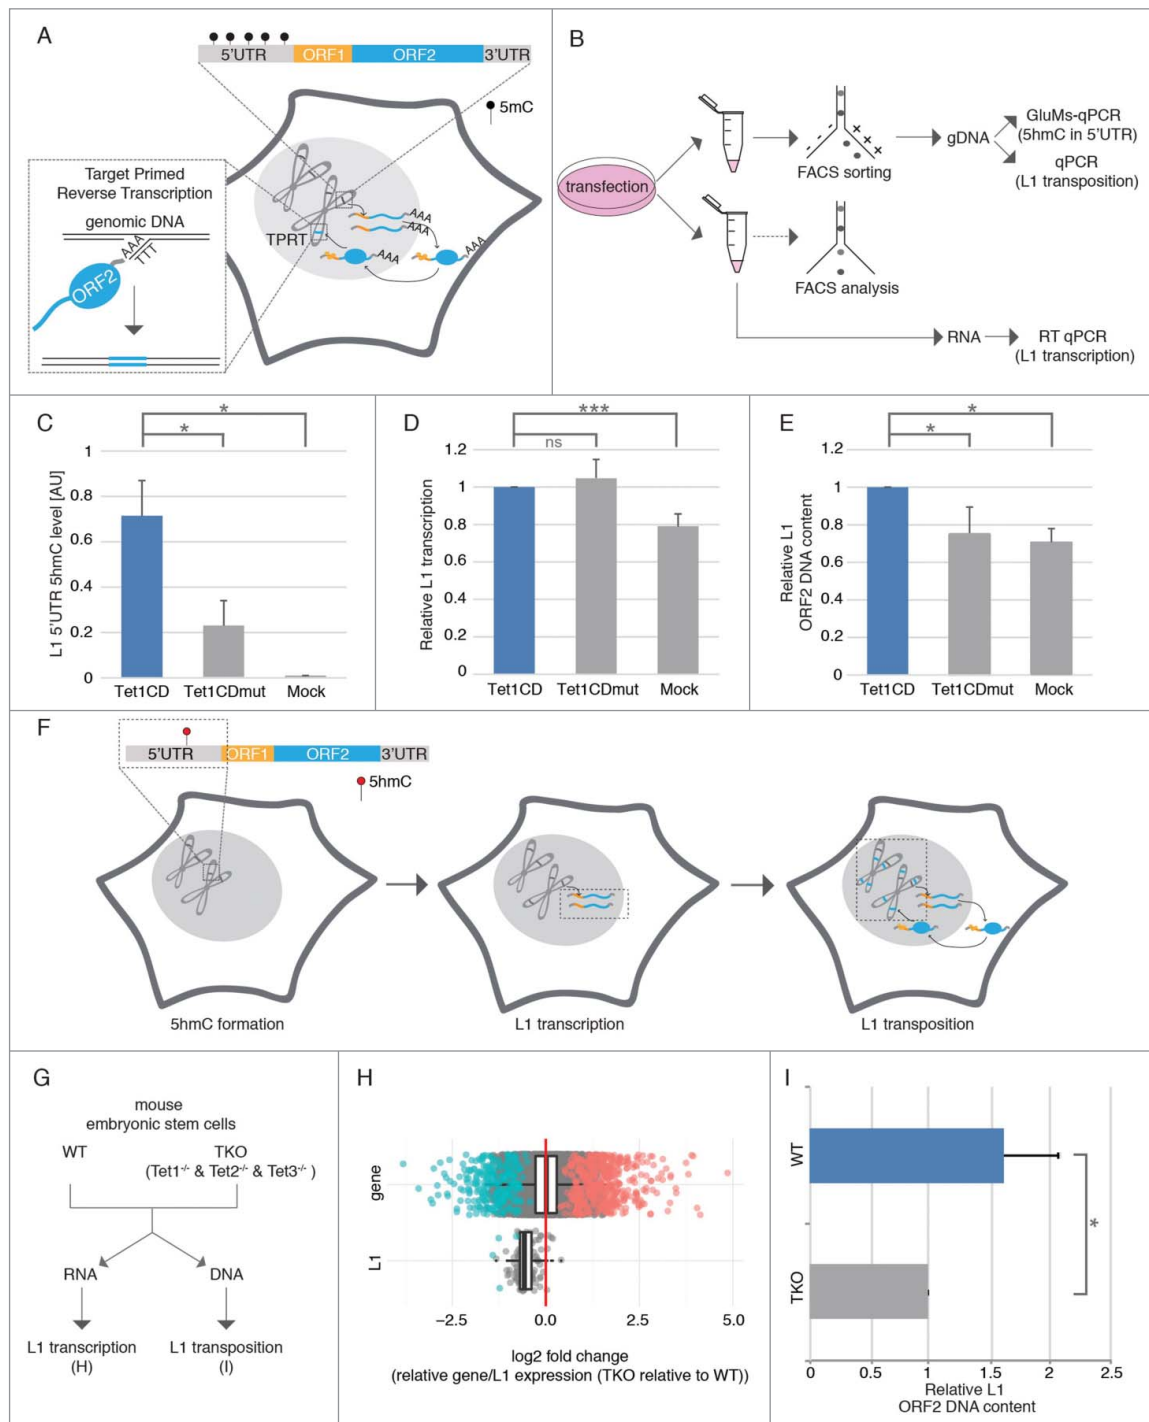 A
5'UTR ORF1 ORF2 3'UTR
5mC
Target Primed
Reverse Transcription
genomic DNA
AAA
TTT
ORF2
TPRT
AAA
AAA
AAA
AAA
B
transfection
FACS sorting
gDNA
GluMs-qPCR
(5hmC in 5'UTR)
qPCR
(L1 transposition)
FACS analysis
RNA
RT qPCR
(L1 transcription)
C
*
*
L1 5'UTR 5hmC level [AU]
1
0.8
0.6
0.4
0.2
0
Tet1CD Tet1CDmut Mock
D
***
ns
Relative L1 transcription
1.2
1
0.8
0.6
0.4
0.2
0
Tet1CD Tet1CDmut Mock
E
*
*
Relative L1
ORF2 DNA content
1.2
1
0.8
0.6
0.4
0.2
0
Tet1CD Tet1CDmut Mock
F
5'UTR ORF1 ORF2 3'UTR
5hmC
5hmC formation
L1 transcription
L1 transposition
G
mouse
embryonic stem cells
WT TKO
(Tet1-/- & Tet2-/- & Tet3-/- )
RNA DNA
L1 transcription
(H)
L1 transposition
(I)
H
gene
L1
−2.5 0.0 2.5 5.0
log2 fold change
(relative gene/L1 expression (TKO relative to WT))
I
WT
TKO
*
0 0.5 1 1.5 2 2.5
Relative L1
ORF2 DNA content